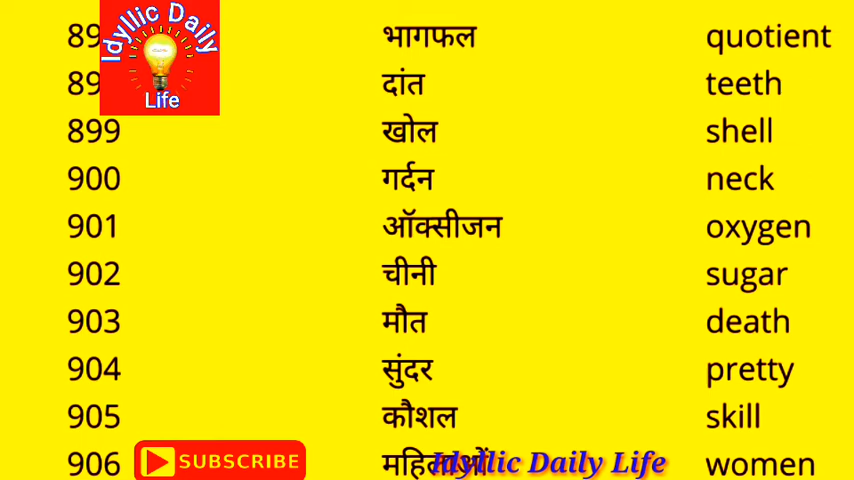 Idyllic Daily
Life
भागफल quotient
दांत teeth
899 खोल shell
900 गर्दन neck
901 ऑक्सीजन oxygen
902 चीनी sugar
903 मौत death
904 सुंदर pretty
905 कौशल skill
906 SUBSCRIBE महिलाओं Idyllic Daily Life women